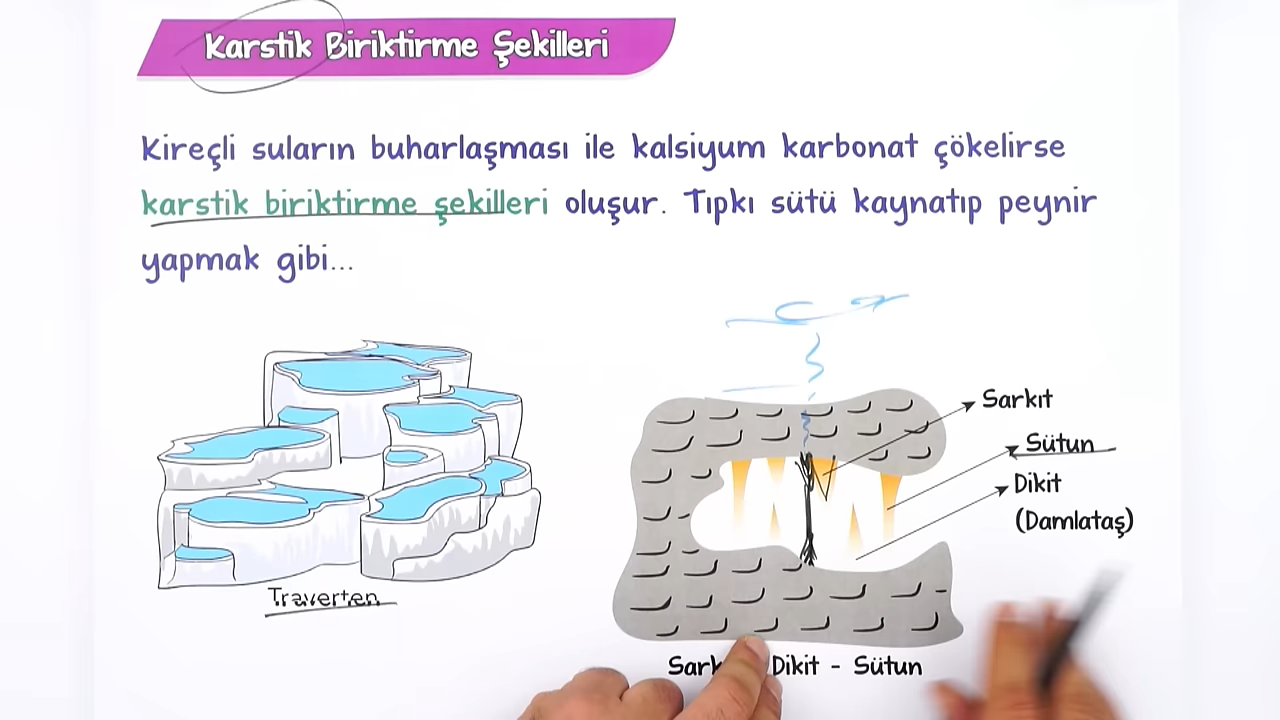 Karstik Biriktirme Şekilleri
Kireçli suların buharlaşması ile kalsiyum karbonat çökelirse
karstik biriktirme şekilleri oluşur. Tıpkı sütü kaynatıp peynir
yapmak gibi...
Sarkıt
Sütun
Dikit
(Damlataş)
Traverten
Dikit - Sütun